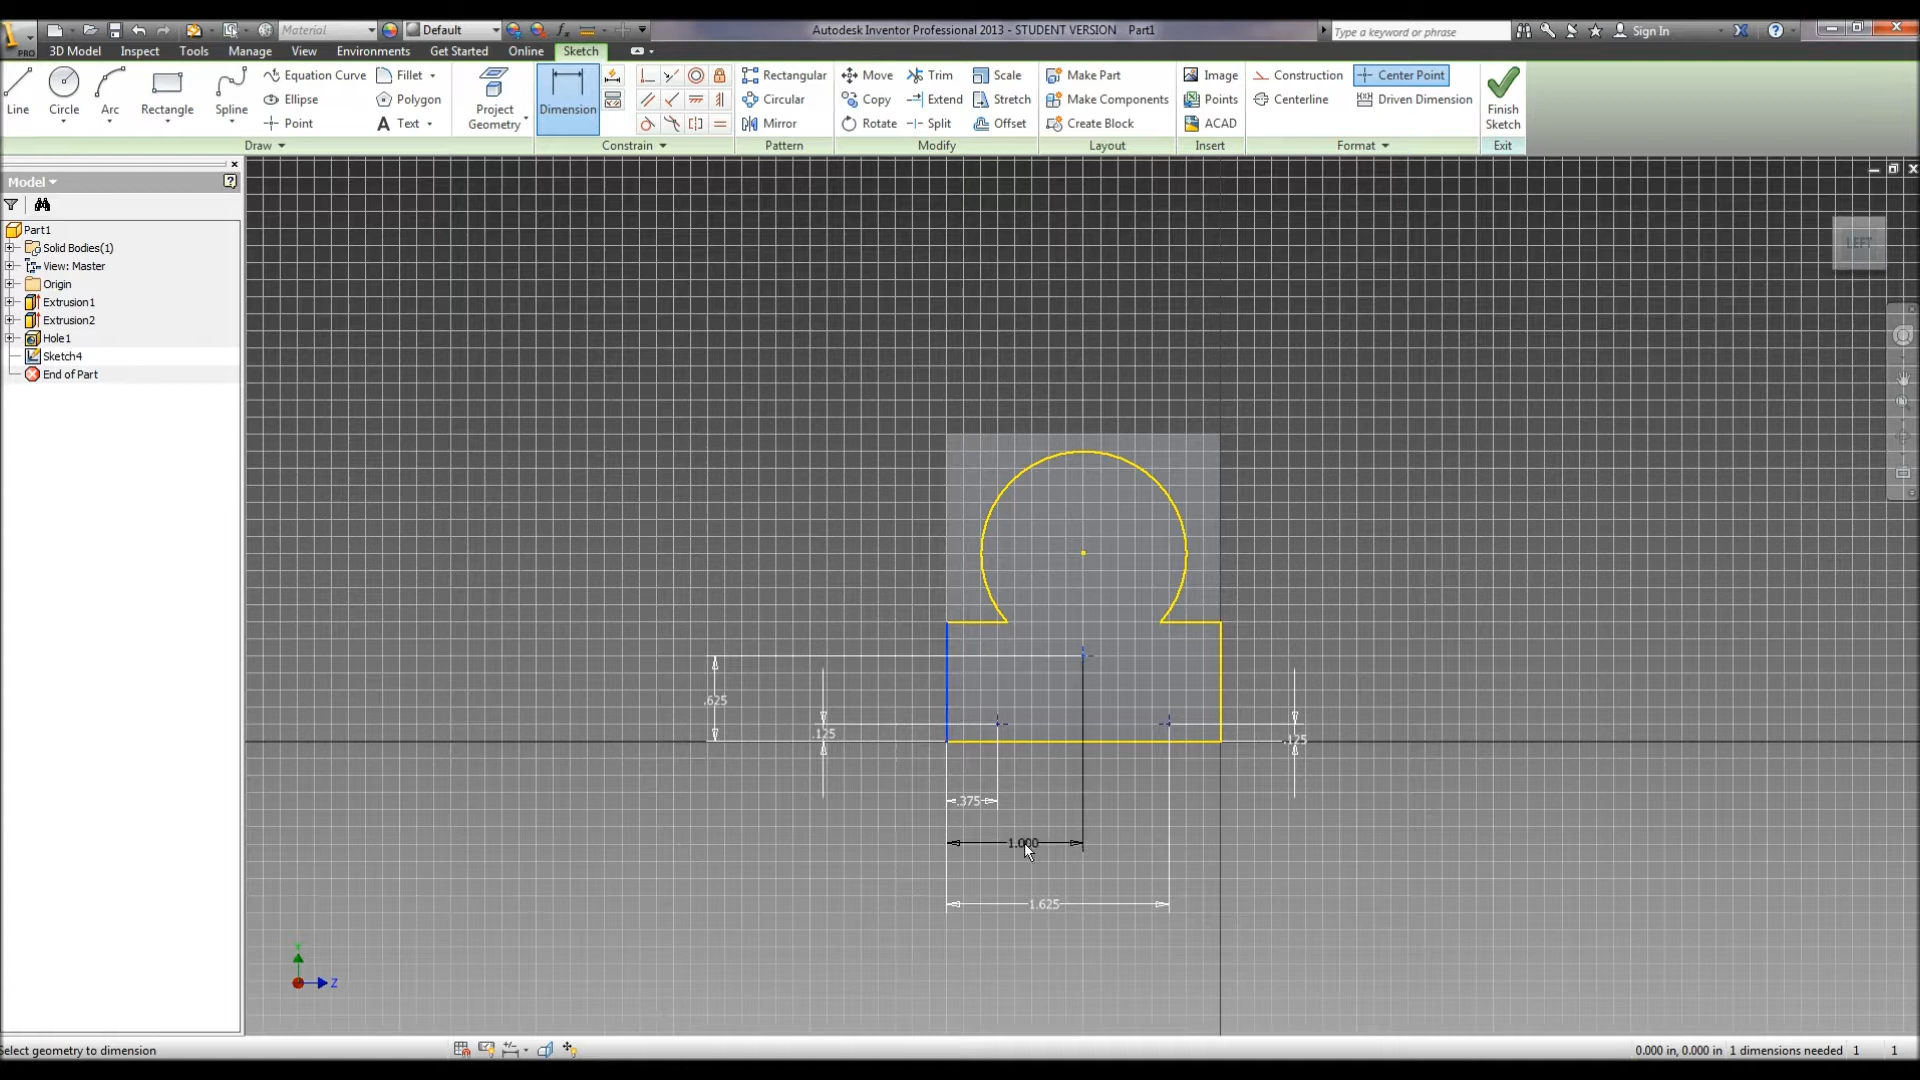 Material
Default
Autodesk Inventor Professional 2013 - STUDENT VERSION Part1
Type a keyword or phrase
Sign In
PRO
3D Model Inspect Tools Manage View Environments Get Started Online Sketch
Line
Circle
Arc
Rectangle
Spline
Equation Curve
Ellipse
Point
Fillet
Polygon
Text
Project
Geometry
Dimension
Rectangular
Circular
Mirror
Move
Copy
Rotate
Trim
Extend
Split
Scale
Stretch
Offset
Make Part
Make Components
Create Block
Image
Points
ACAD
Construction
Centerline
Center Point
Driven Dimension
Finish
Sketch
Draw
Constrain
Pattern
Modify
Layout
Insert
Format
Exit
Model
Part1
Solid Bodies(1)
View: Master
Origin
Extrusion1
Extrusion2
Hole1
Sketch4
End of Part
LEFT
.625
.125
.125
.375
1.000
1.625
Y
Z
Select geometry to dimension
0.000 in, 0.000 in 1 dimensions needed 1 1